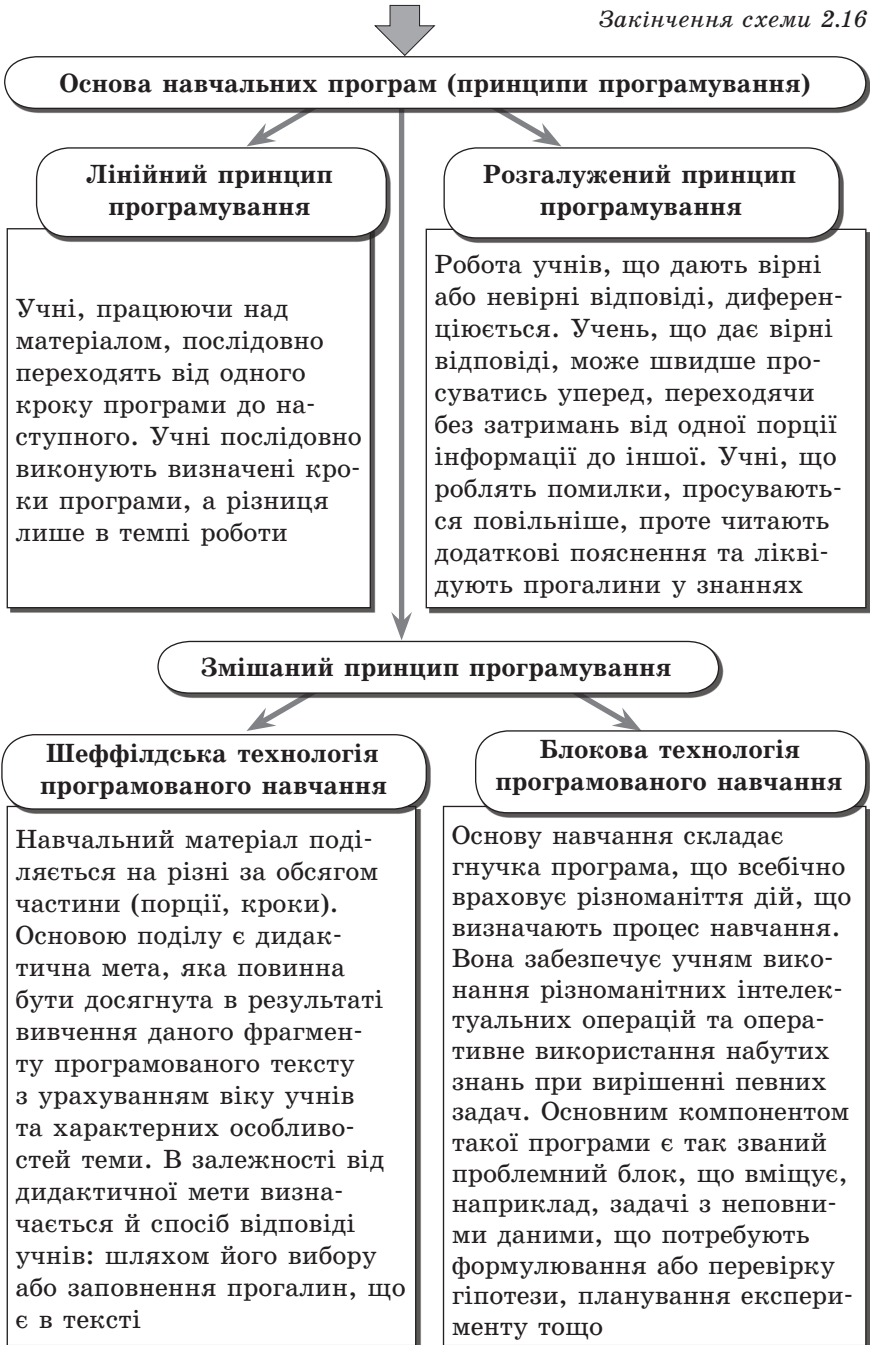 Закінчення схеми 2.16
Основа навчальних програм (принципи програмування)
Лінійний принцип
програмування
Учні, працюючи над
матеріалом, послідовно
переходять від одного
кроку програми до на-
ступного. Учні послідовно
виконують визначені кро-
ки програми, а різниця
лише в темпі роботи
Розгалужений принцип
програмування
Робота учнів, що дають вірні
або невірні відповіді, диферен-
ціюється. Учень, що дає вірні
відповіді, може швидше про-
суватись уперед, переходячи
без затримань від одної порції
інформації до іншої. Учні, що
роблять помилки, просувають-
ся повільніше, проте читають
додаткові пояснення та лікві-
дують прогалини у знаннях
Змішаний принцип програмування
Шеффілдська технологія
програмованого навчання
Навчальний матеріал поді-
ляється на різні за обсягом
частини (порції, кроки).
Основою поділу є дидак-
тична мета, яка повинна
бути досягнута в результаті
вивчення даного фрагмен-
ту програмованого тексту
з урахуванням віку учнів
та характерних особливо-
стей теми. В залежності від
дидактичної мети визна-
чається й спосіб відповіді
учнів: шляхом його вибору
або заповнення прогалин, що
є в тексті
Блокова технологія
програмованого навчання
Основу навчання складає
гнучка програма, що всебічно
враховує різноманіття дій, що
визначають процес навчання.
Вона забезпечує учням вико-
нання різноманітних інтелек-
туальних операцій та опера-
тивне використання набутих
знань при вирішенні певних
задач. Основним компонентом
такої програми є так званий
проблемний блок, що вміщує,
наприклад, задачі з неповни-
ми даними, що потребують
формулювання або перевірку
гіпотези, планування експери-
менту тощо